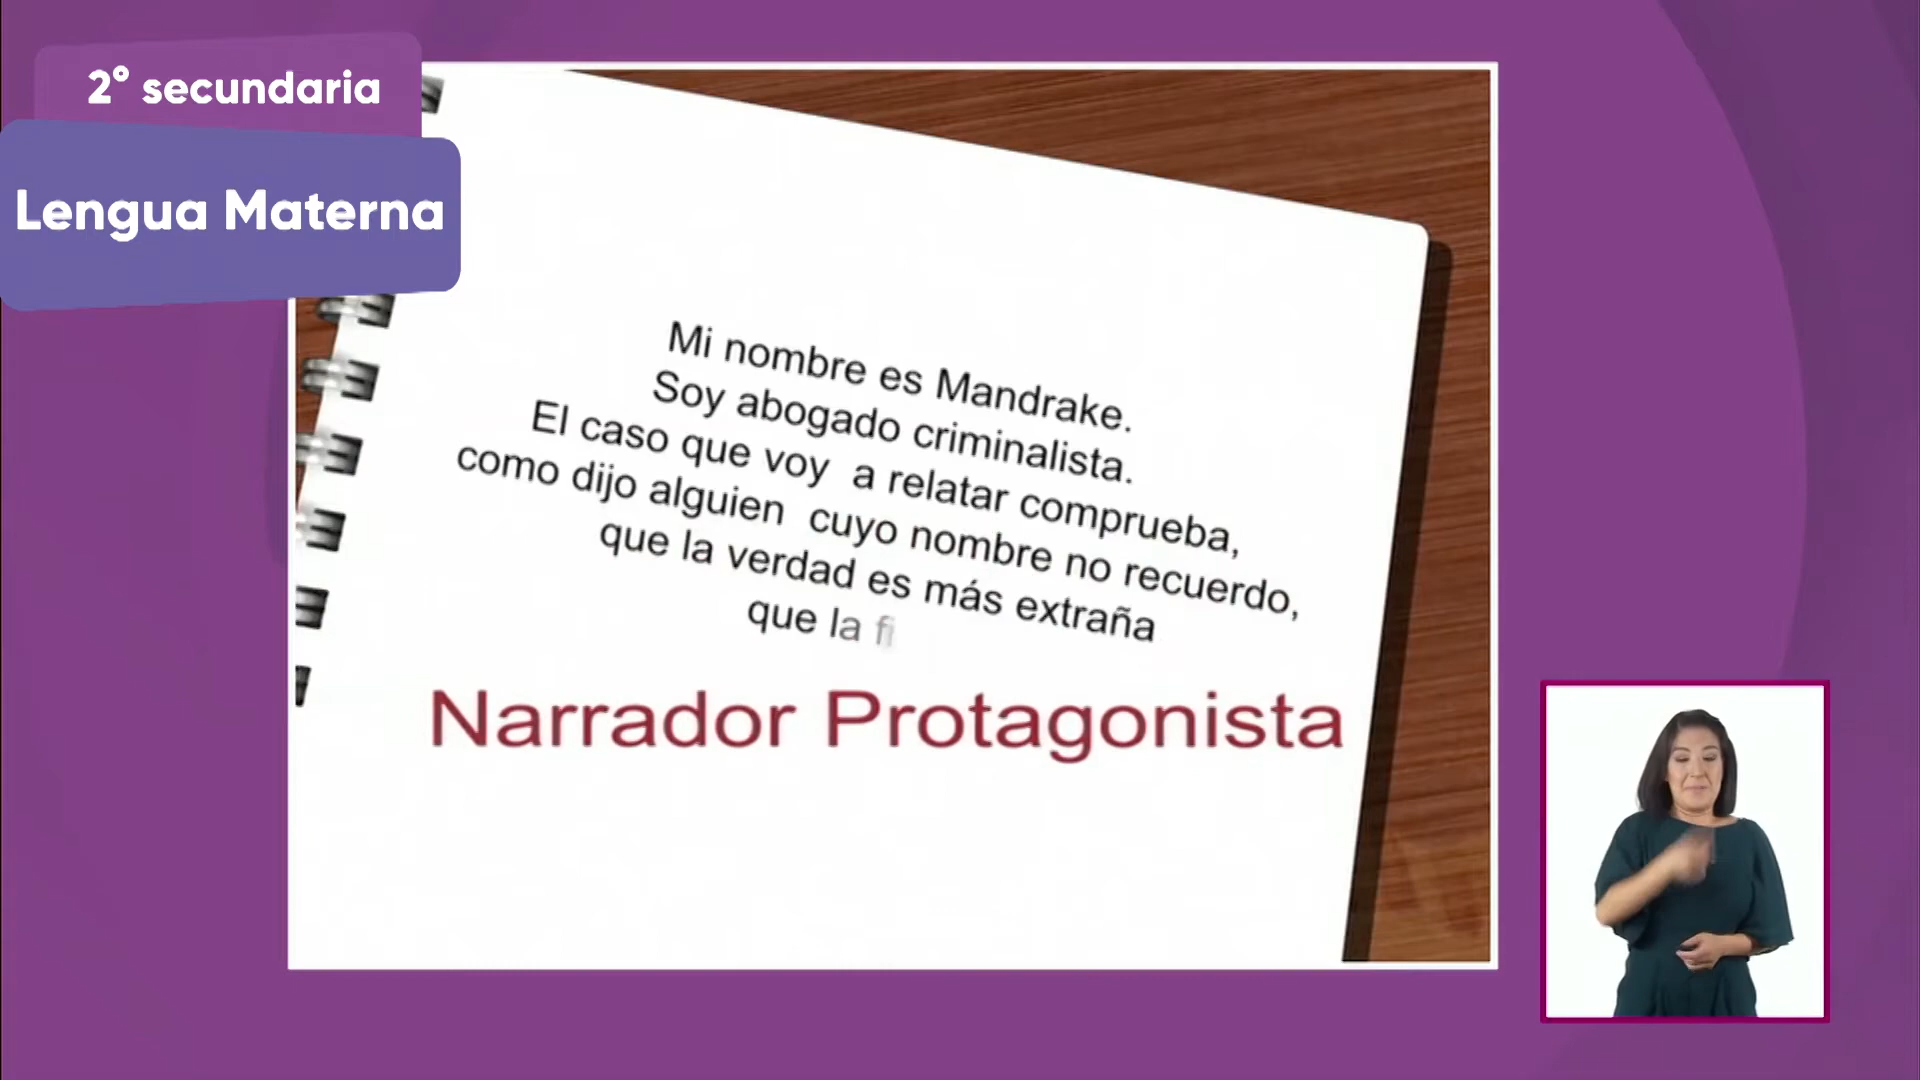 2° secundaria
Lengua Materna
Mi nombre es Mandrake.
Soy abogado criminalista.
El caso que voy a relatar comprueba,
como dijo alguien cuyo nombre no recuerdo,
que la verdad es más extraña
que la fi
Narrador Protagonista